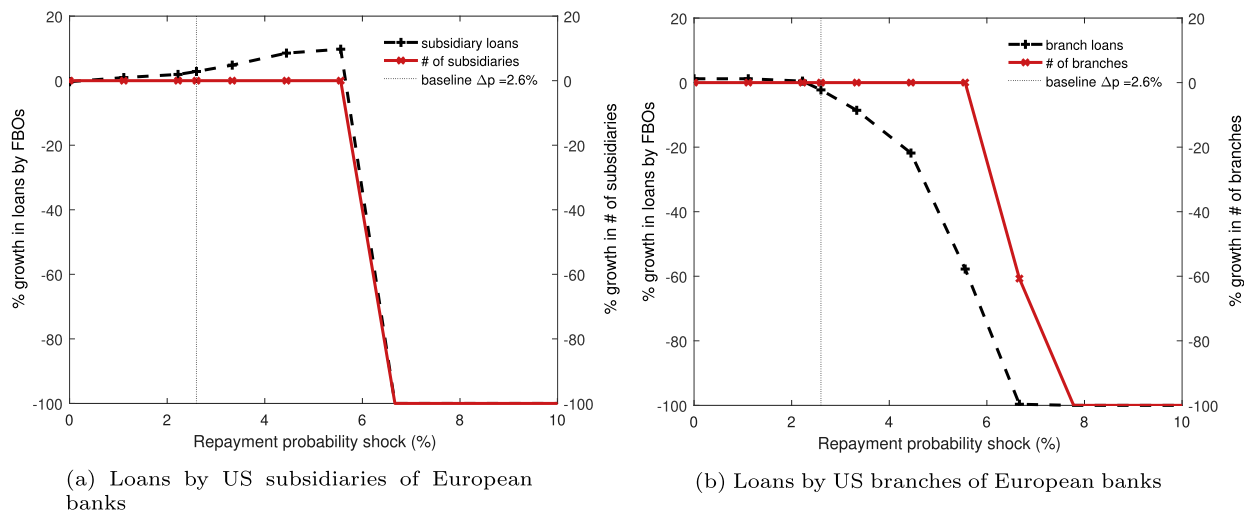 20
0
-20
-40
-60
-80
-100
% growth in loans by FBOs
subsidiary loans
# of subsidiaries
baseline Δp =2.6%
20
0
-20
-40
-60
-80
-100
% growth in # of subsidiaries
0 2 4 6 8 10
Repayment probability shock (%)
(a) Loans by US subsidiaries of European
banks
20
0
-20
-40
-60
-80
-100
% growth in loans by FBOs
branch loans
# of branches
baseline Δp =2.6%
20
0
-20
-40
-60
-80
-100
% growth in # of branches
0 2 4 6 8 10
Repayment probability shock (%)
(b) Loans by US branches of European banks